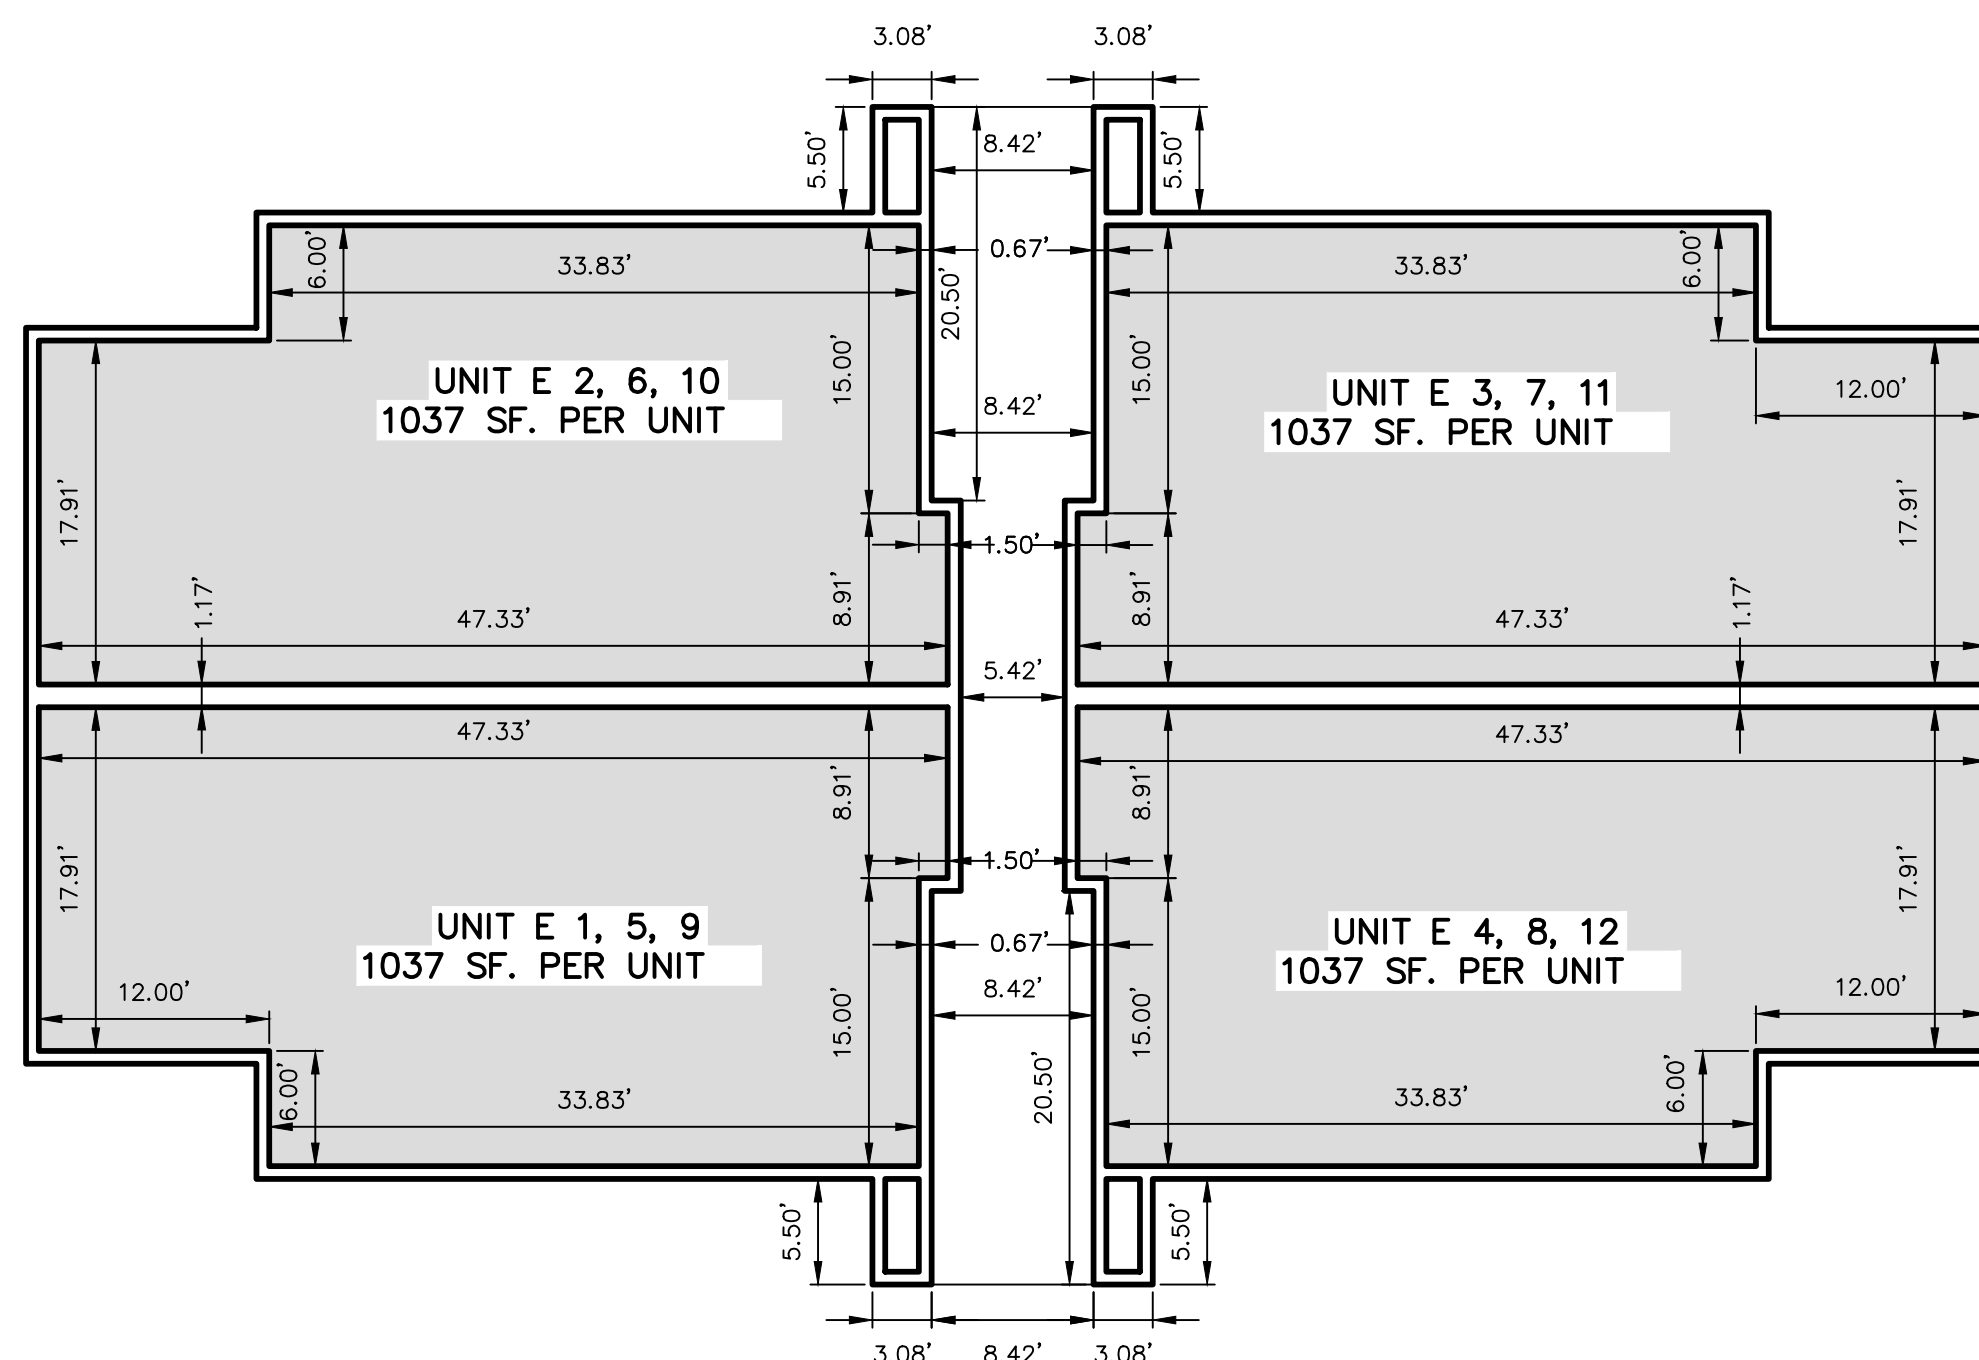 3.08’ 3.08’
5.50’ 8.42’ 5.50’
6.00’ 33.83’ 0.67’ 33.83’ 6.00’
20.50’
15.00’ 15.00’
UNIT E 2, 6, 10
1037 SF. PER UNIT
UNIT E 3, 7, 11
1037 SF. PER UNIT
12.00’
8.42’
17.91’ 17.91’
1.50’
1.17’ 8.91’ 8.91’ 1.17’
47.33’ 47.33’
5.42’
47.33’ 47.33’
8.91’ 8.91’
17.91’ 17.91’
1.50’
UNIT E 1, 5, 9
1037 SF. PER UNIT
UNIT E 4, 8, 12
1037 SF. PER UNIT
0.67’
12.00’ 8.42’ 12.00’
15.00’ 15.00’
6.00’ 33.83’ 20.50’ 33.83’ 6.00’
5.50’ 5.50’
3.08’ 8.42’ 3.08’